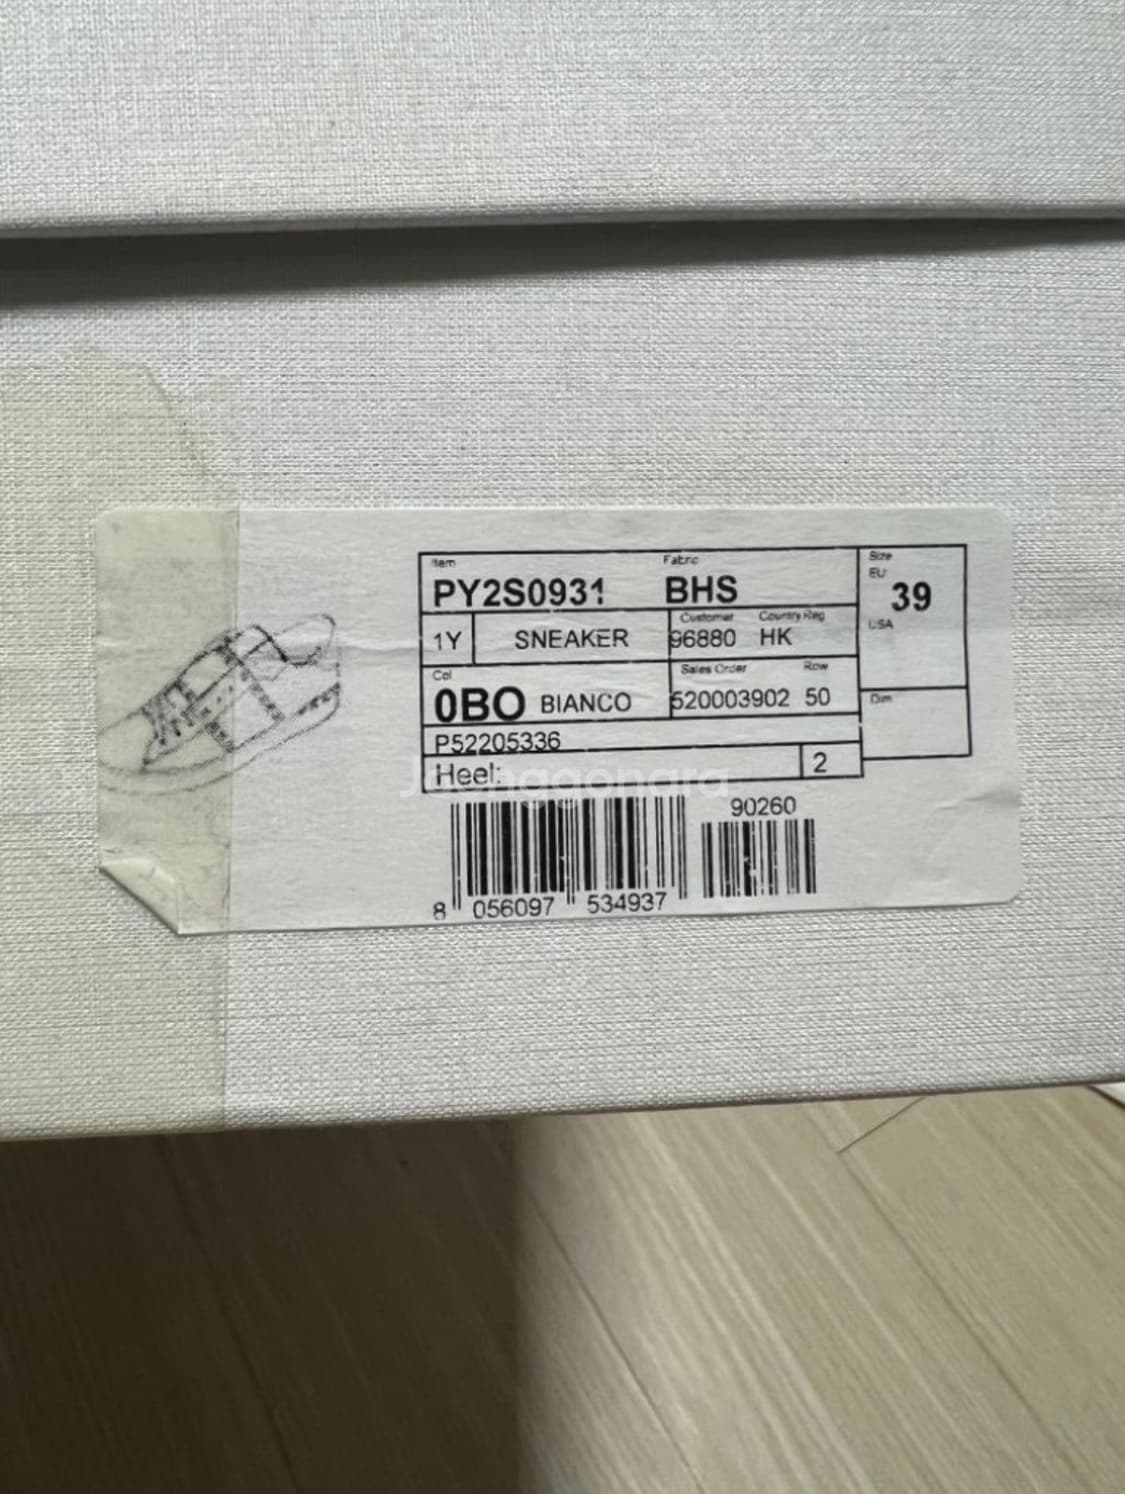 Item Fabric Size
EU
PY2S0931 BHS 39
Customer Country Reg
USA
1Y SNEAKER 96880 HK
Col Sales Order Row
0BO BIANCO 520003902 50
Dim
P52205336
Heel: 2
Joonggonara
90260
8 056097 534937